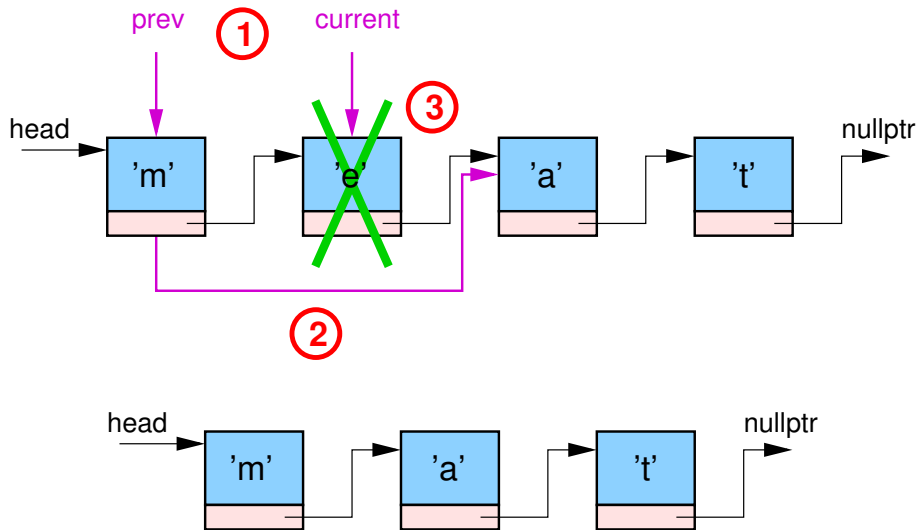 prev 1 current
3
head nullptr
'm' 'e' 'a' 't'
2
head nullptr
'm' 'a' 't'